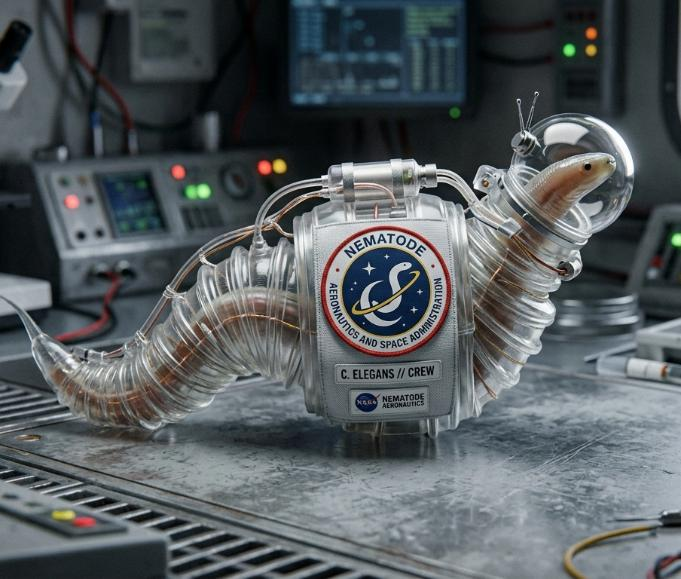 NEMATODE
AERONAUTICS AND SPACE ADMINISTRATION
C. ELEGANS // CREW
NEMATODE
AERONAUTICS